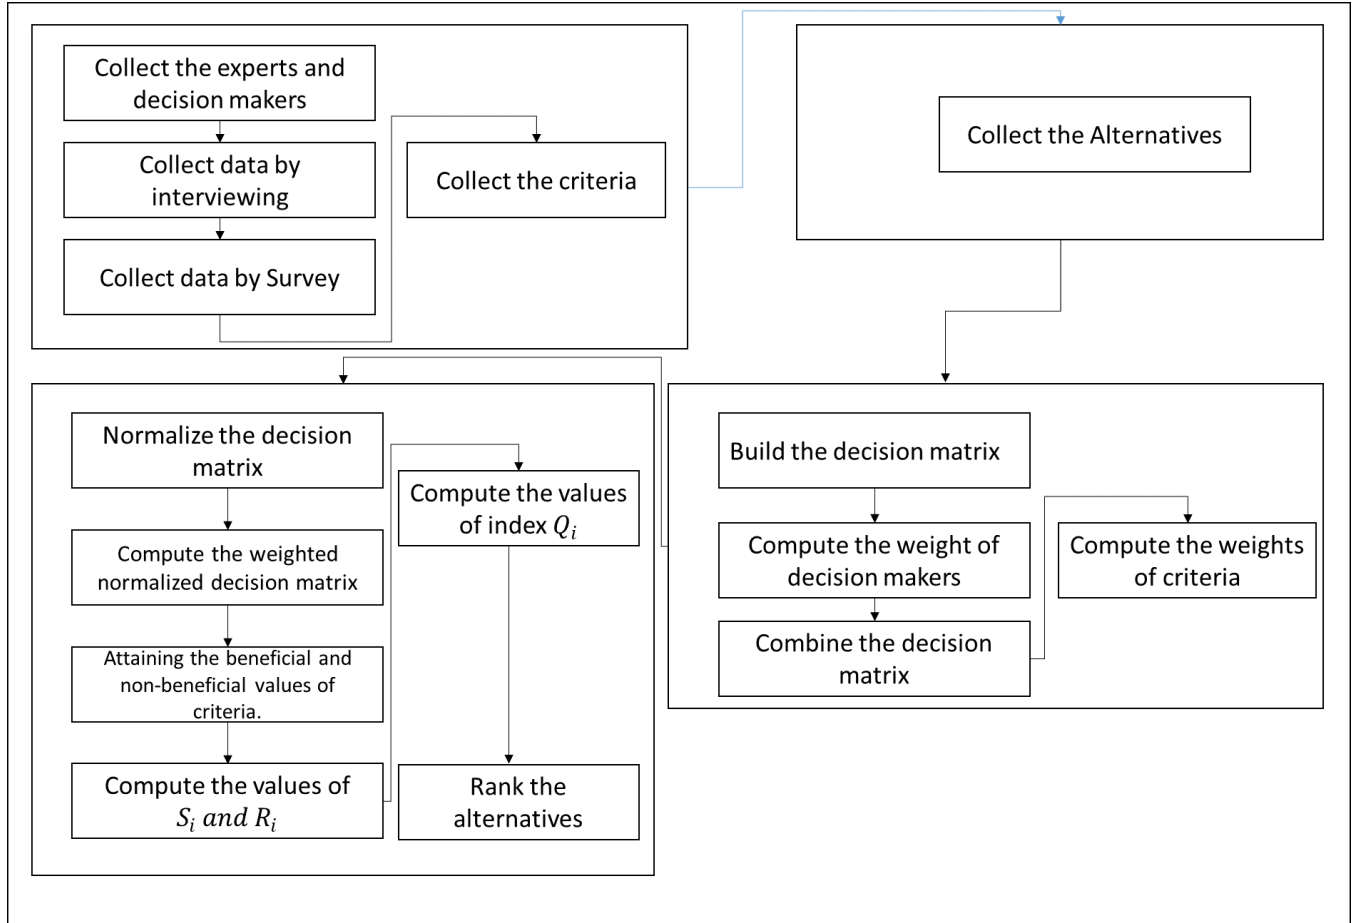 Collect the experts and
decision makers
Collect data by
interviewing
Collect data by Survey
Collect the criteria
Collect the Alternatives
Build the decision matrix
Compute the weight of
decision makers
Combine the decision
matrix
Compute the weights
of criteria
Normalize the decision
matrix
Compute the weighted
normalized decision matrix
Attaining the beneficial and
non-beneficial values of
criteria.
Compute the values of
Sᵢ and Rᵢ
Compute the values
of index Qᵢ
Rank the
alternatives